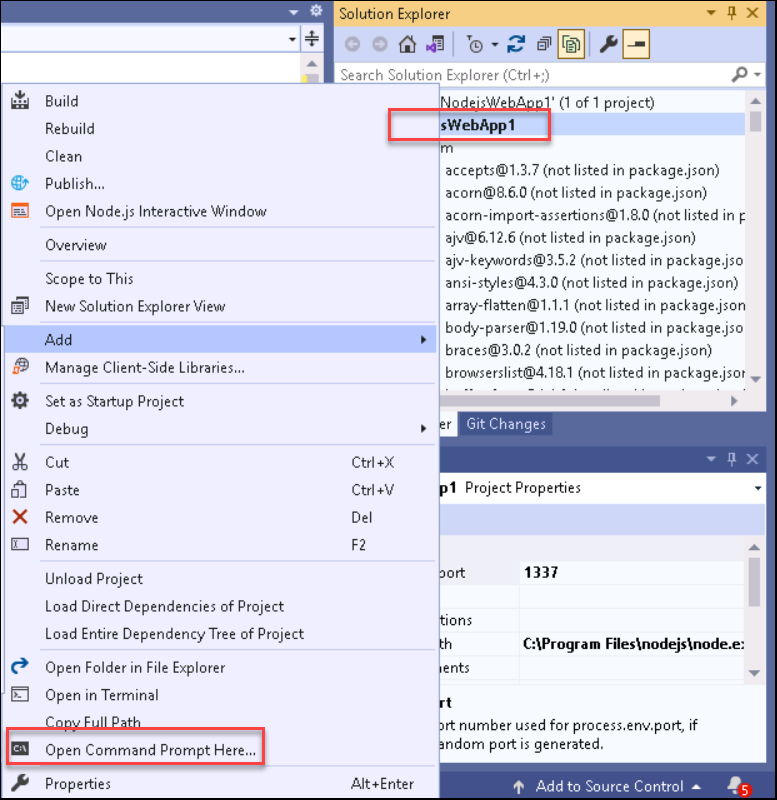 Solution Explorer
Search Solution Explorer (Ctrl+;)
NodejsWebApp1' (1 of 1 project)
sWebApp1
m
accepts@1.3.7 (not listed in package.json)
acorn@8.6.0 (not listed in package.json)
acorn-import-assertions@1.8.0 (not listed in p
ajv@6.12.6 (not listed in package.json)
ajv-keywords@3.5.2 (not listed in package.jso
ansi-styles@4.3.0 (not listed in package.json)
array-flatten@1.1.1 (not listed in package.json
body-parser@1.19.0 (not listed in package.jso
braces@3.0.2 (not listed in package.json)
browserslist@4.18.1 (not listed in package.jsor
er Git Changes
p1 Project Properties
port 1337
tions
th C:\Program Files\nodejs\node.ex
nents
rt
ort number used for process.env.port, if
andom port is generated.
Build
Rebuild
Clean
Publish...
Open Node.js Interactive Window
Overview
Scope to This
New Solution Explorer View
Add
Manage Client-Side Libraries...
Set as Startup Project
Debug
Cut Ctrl+X
Paste Ctrl+V
Remove Del
Rename F2
Unload Project
Load Direct Dependencies of Project
Load Entire Dependency Tree of Project
Open Folder in File Explorer
Open in Terminal
Copy Full Path
C:\ Open Command Prompt Here...
Properties Alt+Enter
Add to Source Control 5